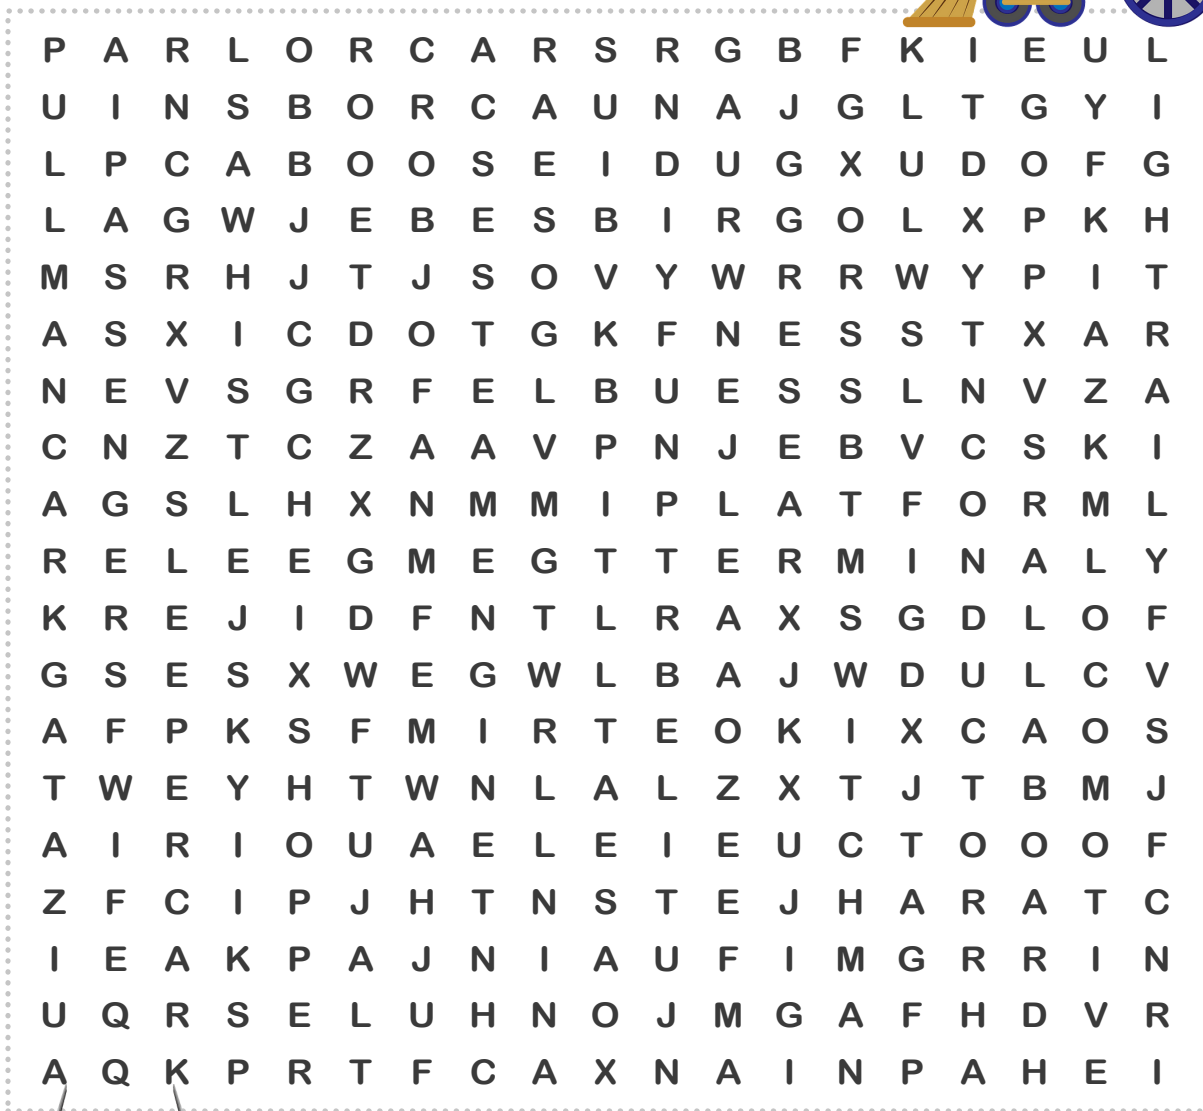 P A R L O R C A R S R G B F K I E U L
U I N S B O R C A U N A J G L T G Y I
L P C A B O O S E I D U G X U D O F G
L A G W J E B E S B I R G O L X P K H
M S R H J T J S O V Y W R R W Y P I T
A S X I C D O T G K F N E S S T X A R
N E V S G R F E L B U E S S L N V Z A
C N Z T C Z A A V P N J E B V C S K I
A G S L H X N M M I P L A T F O R M L
R E L E E G M E G T T E R M I N A L Y
K R E J I D F N T L R A X S G D L O F
G S E S X W E G W L B A J W D U L C V
A F P K S F M I R T E O K I X C A O S
T W E Y H T W N L A L Z X T J T B M J
A I R I O U A E L E I E U C T O O O F
Z F C I P J H T N S T E J H A R A T C
I E A K P A J N I A U F I M G R R I N
U Q R S E L U H N O J M G A F H D V R
A Q K P R T F C A X N A I N P A H E I